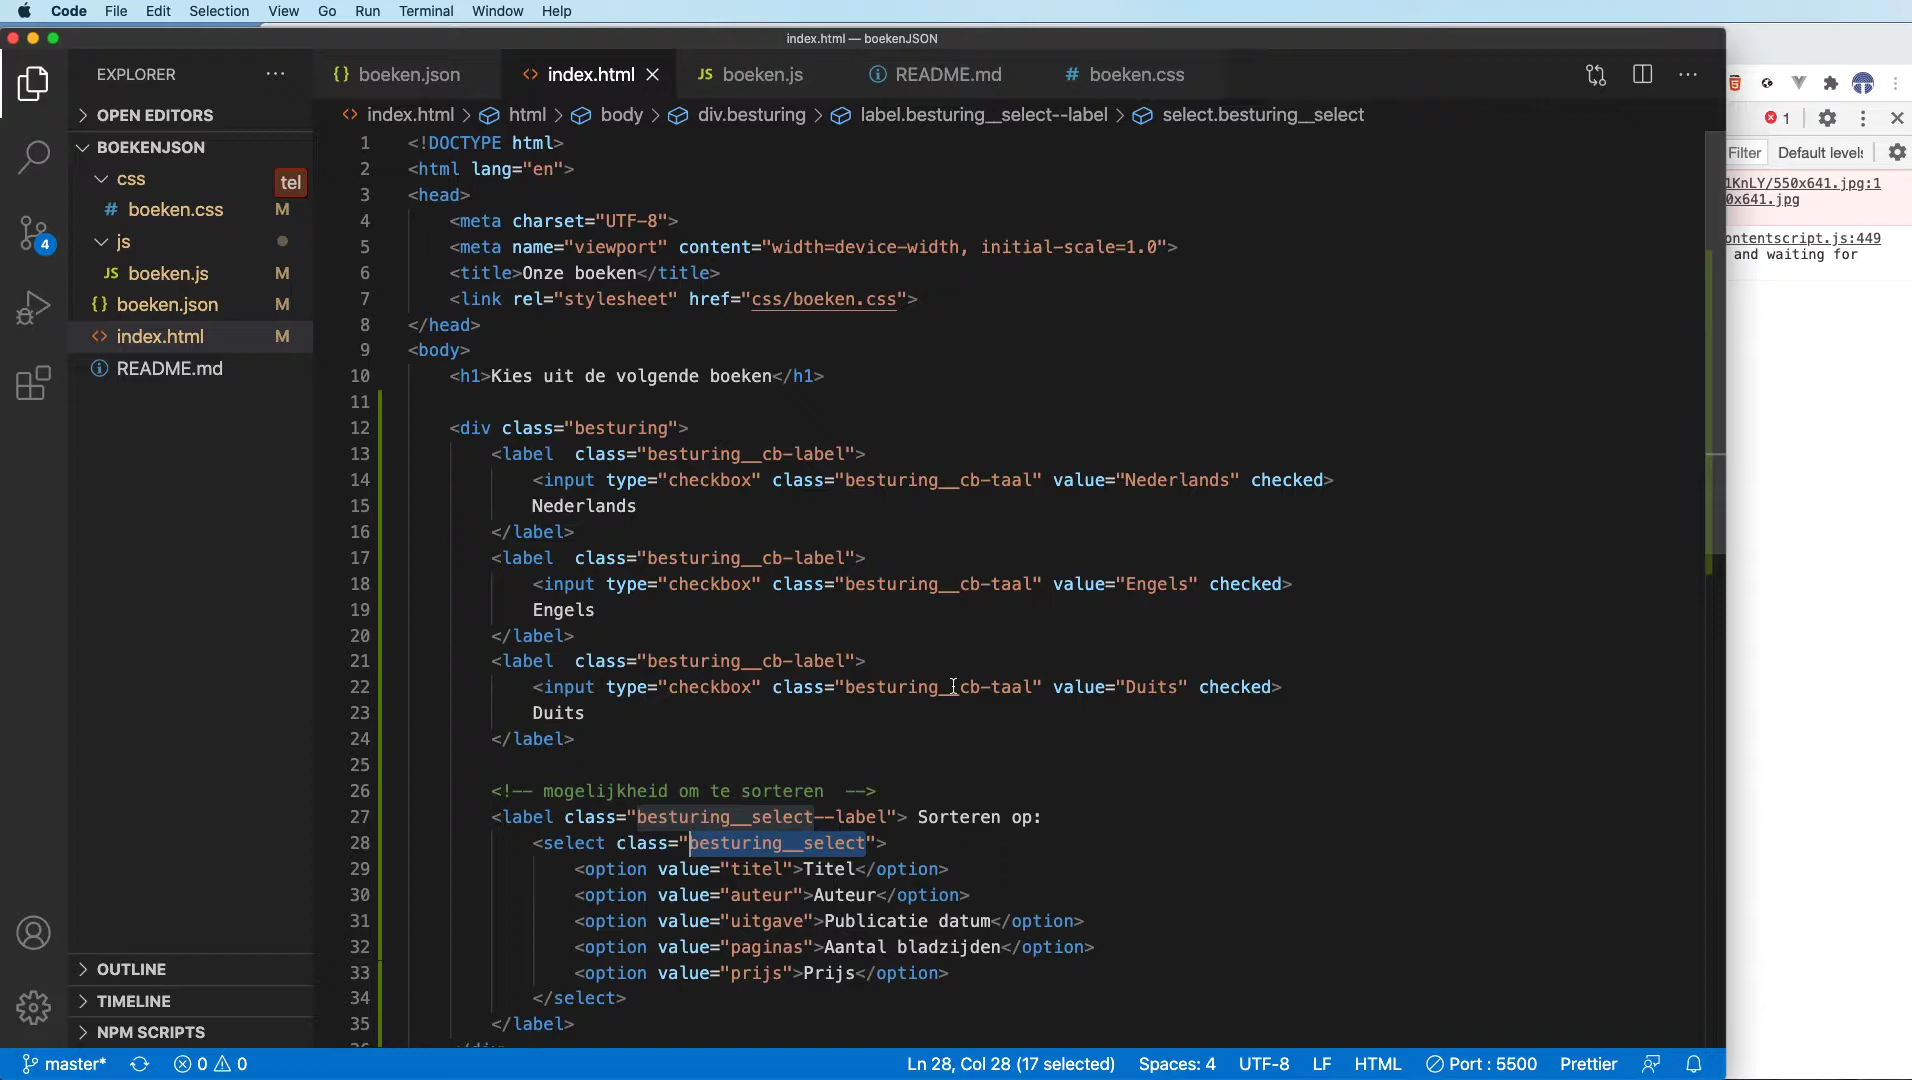 Code File Edit Selection View Go Run Terminal Window Help
index.html — boekenJSON
EXPLORER
boeken.json
index.html
boeken.js
README.md
boeken.css
index.html > html > body > div.besturing > label.besturing__select--label > select.besturing__select
OPEN EDITORS
BOEKENJSON
css
tel
boeken.css M
js
JS boeken.js M
{} boeken.json M
<> index.html M
README.md
OUTLINE
TIMELINE
NPM SCRIPTS
1 <!DOCTYPE html>
2 <html lang="en">
3 <head>
4 <meta charset="UTF-8">
5 <meta name="viewport" content="width=device-width, initial-scale=1.0">
6 <title>Onze boeken</title>
7 <link rel="stylesheet" href="css/boeken.css">
8 </head>
9 <body>
10 <h1>Kies uit de volgende boeken</h1>
11
12 <div class="besturing">
13 <label  class="besturing__cb-label">
14 <input type="checkbox" class="besturing__cb-taal" value="Nederlands" checked>
15 Nederlands
16 </label>
17 <label  class="besturing__cb-label">
18 <input type="checkbox" class="besturing__cb-taal" value="Engels" checked>
19 Engels
20 </label>
21 <label  class="besturing__cb-label">
22 <input type="checkbox" class="besturing__cb-taal" value="Duits" checked>
23 Duits
24 </label>
25
26 <!-- mogelijkheid om te sorteren  -->
27 <label class="besturing__select--label"> Sorteren op:
28 <select class="besturing__select">
29 <option value="titel">Titel</option>
30 <option value="auteur">Auteur</option>
31 <option value="uitgave">Publicatie datum</option>
32 <option value="paginas">Aantal bladzijden</option>
33 <option value="prijs">Prijs</option>
34 </select>
35 </label>
1
Filter Default levels
1KnLY/550x641.jpg:1
0x641.jpg
ontentscript.js:449
and waiting for
4
master* 0 0 Ln 28, Col 28 (17 selected) Spaces: 4 UTF-8 LF HTML Port : 5500 Prettier